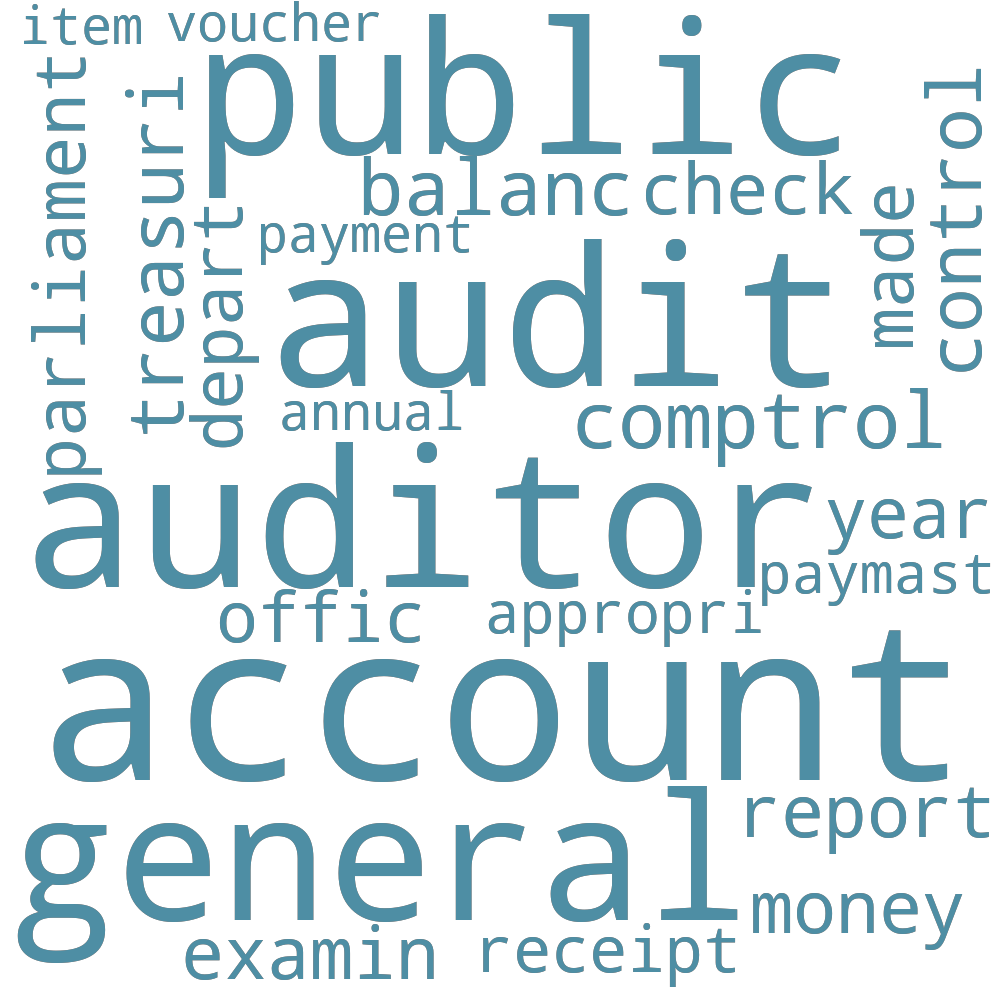 item
voucher
public
parliament
treasuri
control
balanc
check
made
depart
payment
audit
annual
comptrol
auditor
year
paymast
offic
appropri
account
report
general
money
examin
receipt